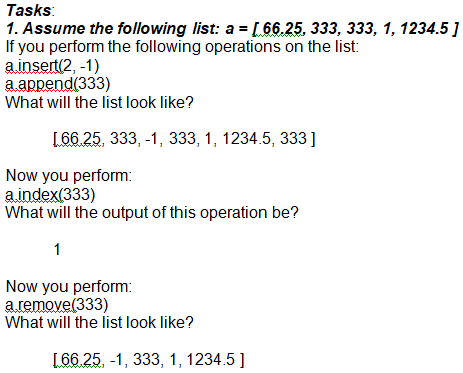 Tasks:
1. Assume the following list: a = [ 66.25, 333, 333, 1, 1234.5 ]
If you perform the following operations on the list:
a.insert(2, -1)
a.append(333)
What will the list look like?
[ 66.25, 333, -1, 333, 1, 1234.5, 333 ]
Now you perform:
a.index(333)
What will the output of this operation be?
1
Now you perform:
a.remove(333)
What will the list look like?
[ 66.25, -1, 333, 1, 1234.5 ]